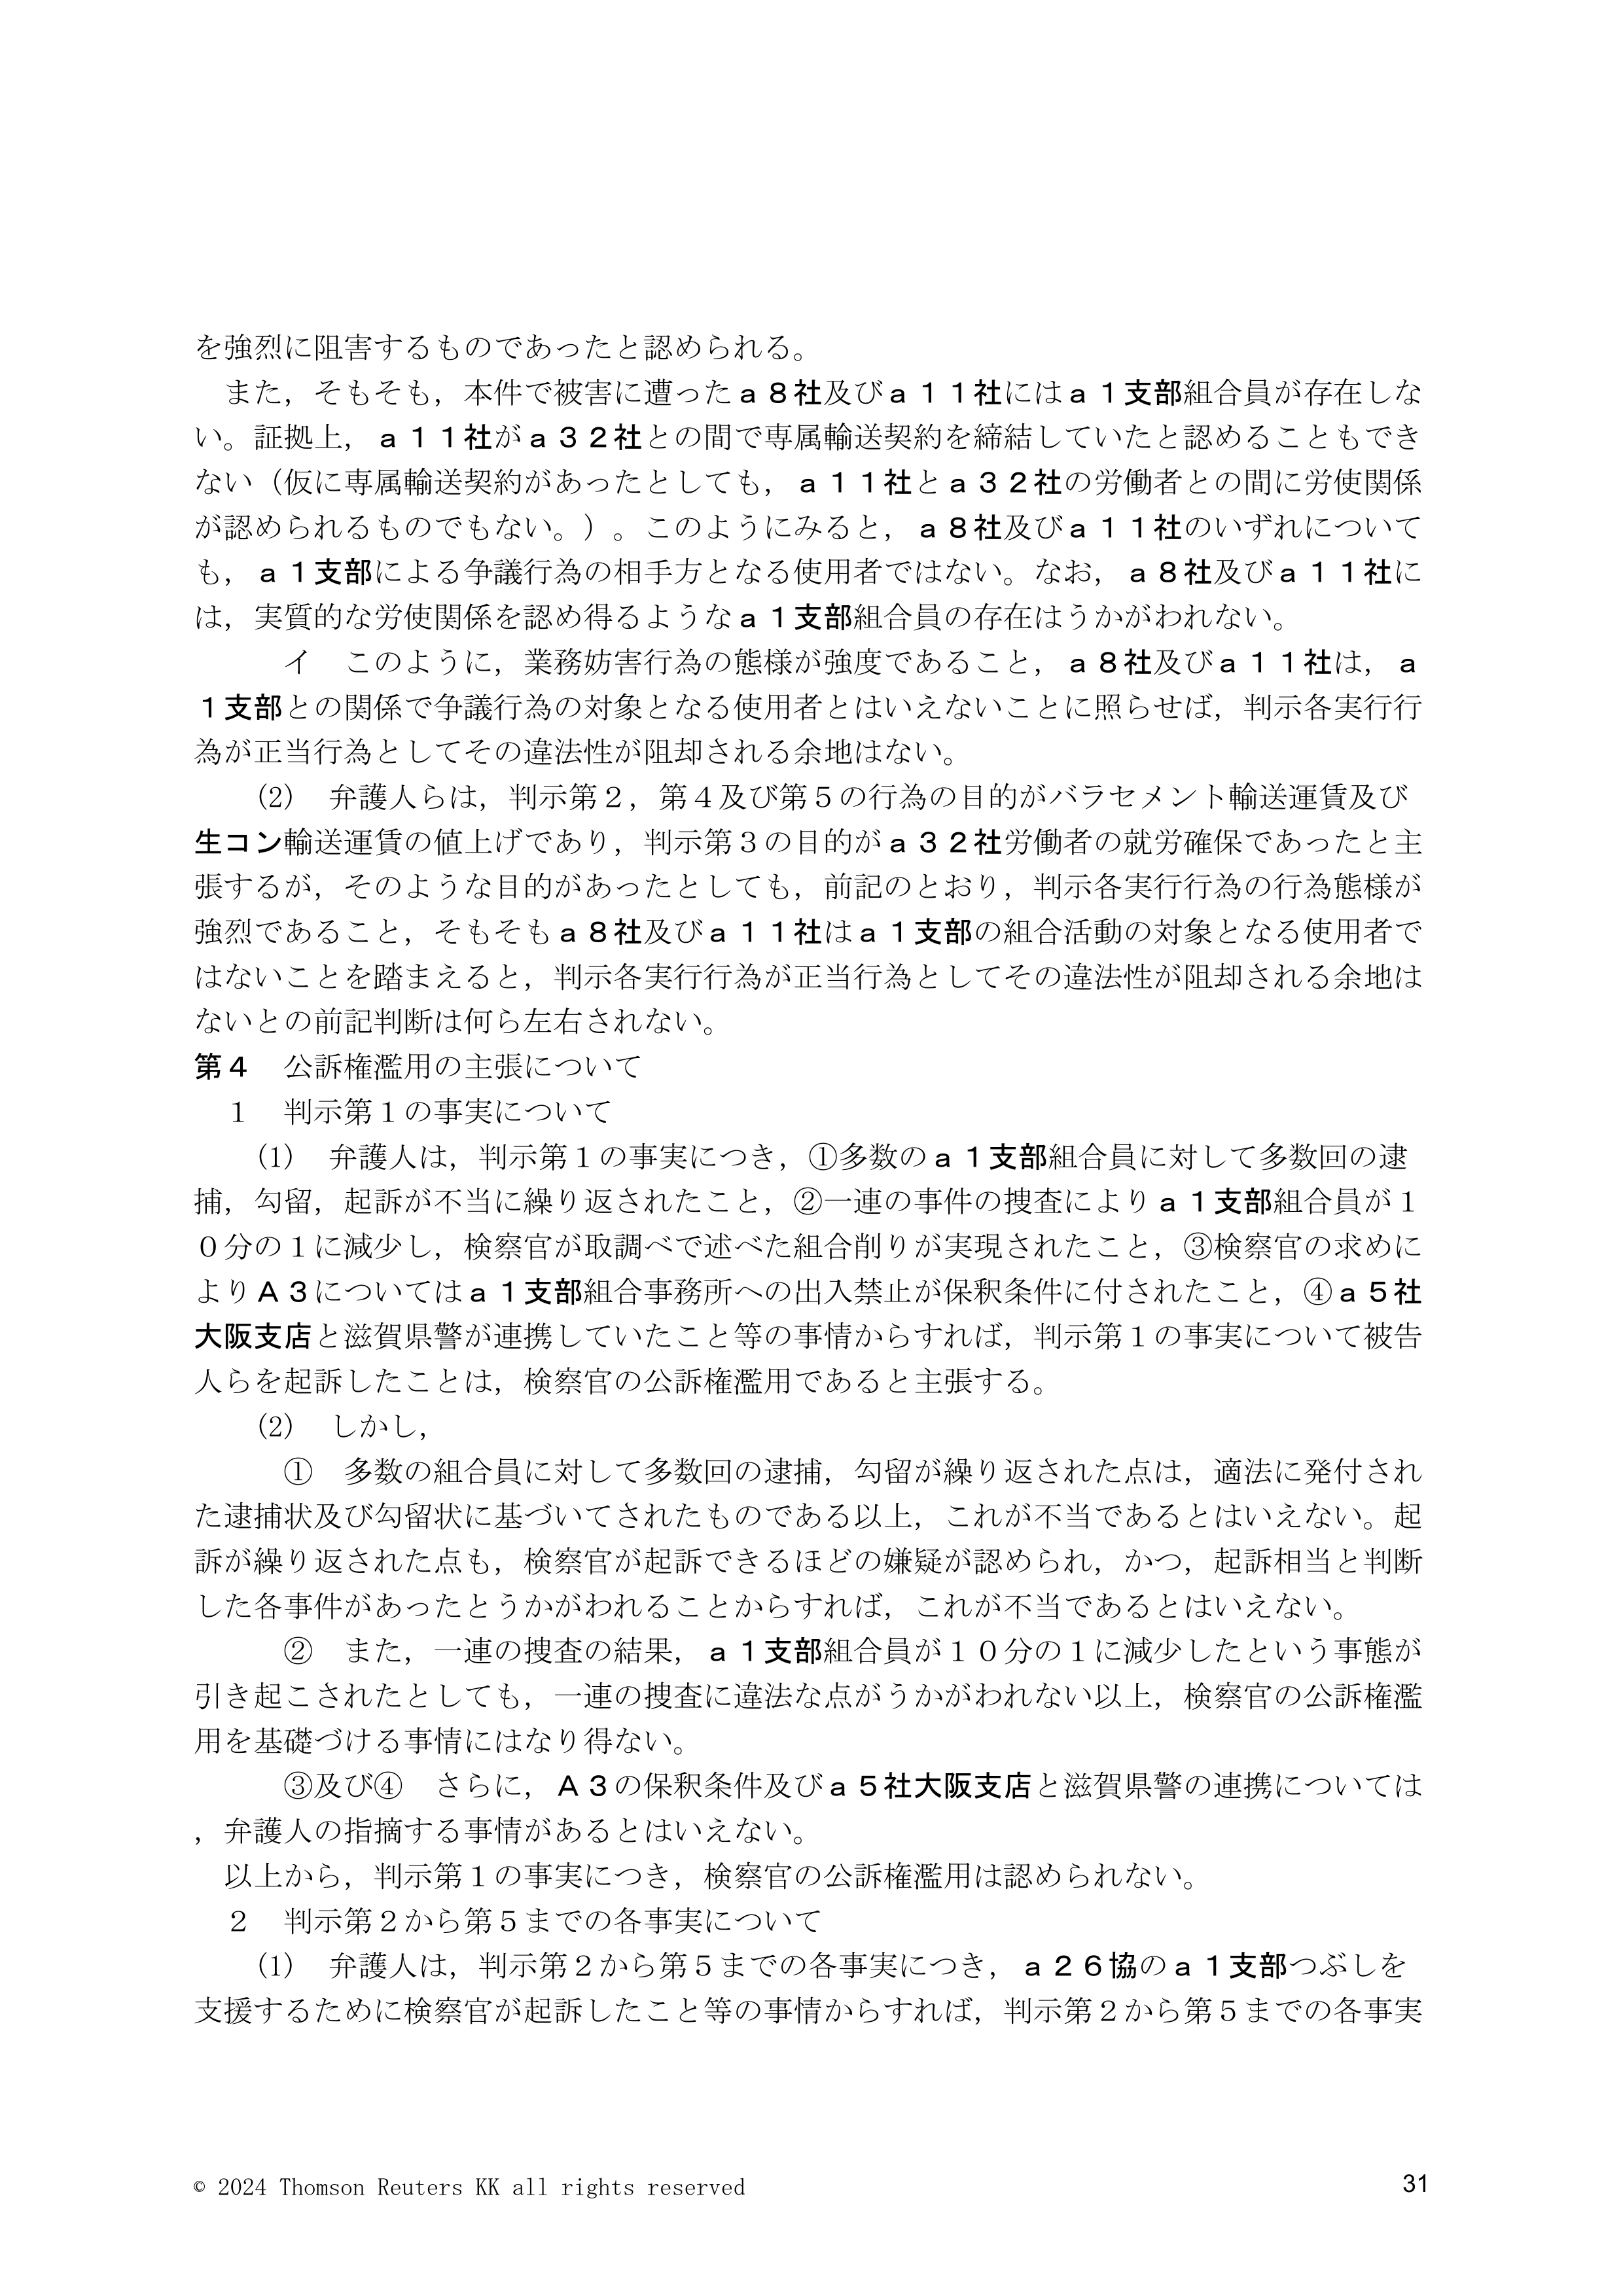 を強烈に阻害するものであったと認められる。
　また，そもそも，本件で被害に遭ったａ８社及びａ１１社にはａ１支部組合員が存在しな
い。証拠上，ａ１１社がａ３２社との間で専属輸送契約を締結していたと認めることもでき
ない（仮に専属輸送契約があったとしても，ａ１１社とａ３２社の労働者との間に労使関係
が認められるものでもない。）。このようにみると，ａ８社及びａ１１社のいずれについて
も，ａ１支部による争議行為の相手方となる使用者ではない。なお，ａ８社及びａ１１社に
は，実質的な労使関係を認め得るようなａ１支部組合員の存在はうかがわれない。
　　　イ　このように，業務妨害行為の態様が強度であること，ａ８社及びａ１１社は，ａ
１支部との関係で争議行為の対象となる使用者とはいえないことに照らせば，判示各実行行
為が正当行為としてその違法性が阻却される余地はない。
　　(2)　弁護人らは，判示第２，第４及び第５の行為の目的がバラセメント輸送運賃及び
生コン輸送運賃の値上げであり，判示第３の目的がａ３２社労働者の就労確保であったと主
張するが，そのような目的があったとしても，前記のとおり，判示各実行行為の行為態様が
強烈であること，そもそもａ８社及びａ１１社はａ１支部の組合活動の対象となる使用者で
はないことを踏まえると，判示各実行行為が正当行為としてその違法性が阻却される余地は
ないとの前記判断は何ら左右されない。
第４　公訴権濫用の主張について
　１　判示第１の事実について
　　(1)　弁護人は，判示第１の事実につき，①多数のａ１支部組合員に対して多数回の逮
捕，勾留，起訴が不当に繰り返されたこと，②一連の事件の捜査によりａ１支部組合員が１
０分の１に減少し，検察官が取調べで述べた組合削りが実現されたこと，③検察官の求めに
よりＡ３についてはａ１支部組合事務所への出入禁止が保釈条件に付されたこと，④ａ５社
大阪支店と滋賀県警が連携していたこと等の事情からすれば，判示第１の事実について被告
人らを起訴したことは，検察官の公訴権濫用であると主張する。
　　(2)　しかし，
　　　①　多数の組合員に対して多数回の逮捕，勾留が繰り返された点は，適法に発付され
た逮捕状及び勾留状に基づいてされたものである以上，これが不当であるとはいえない。起
訴が繰り返された点も，検察官が起訴できるほどの嫌疑が認められ，かつ，起訴相当と判断
した各事件があったとうかがわれることからすれば，これが不当であるとはいえない。
　　　②　また，一連の捜査の結果，ａ１支部組合員が１０分の１に減少したという事態が
引き起こされたとしても，一連の捜査に違法な点がうかがわれない以上，検察官の公訴権濫
用を基礎づける事情にはなり得ない。
　　　③及び④　さらに，Ａ３の保釈条件及びａ５社大阪支店と滋賀県警の連携については
，弁護人の指摘する事情があるとはいえない。
　以上から，判示第１の事実につき，検察官の公訴権濫用は認められない。
　２　判示第２から第５までの各事実について
　　(1)　弁護人は，判示第２から第５までの各事実につき，ａ２６協のａ１支部つぶしを
支援するために検察官が起訴したこと等の事情からすれば，判示第２から第５までの各事実
© 2024 Thomson Reuters KK all rights reserved
31